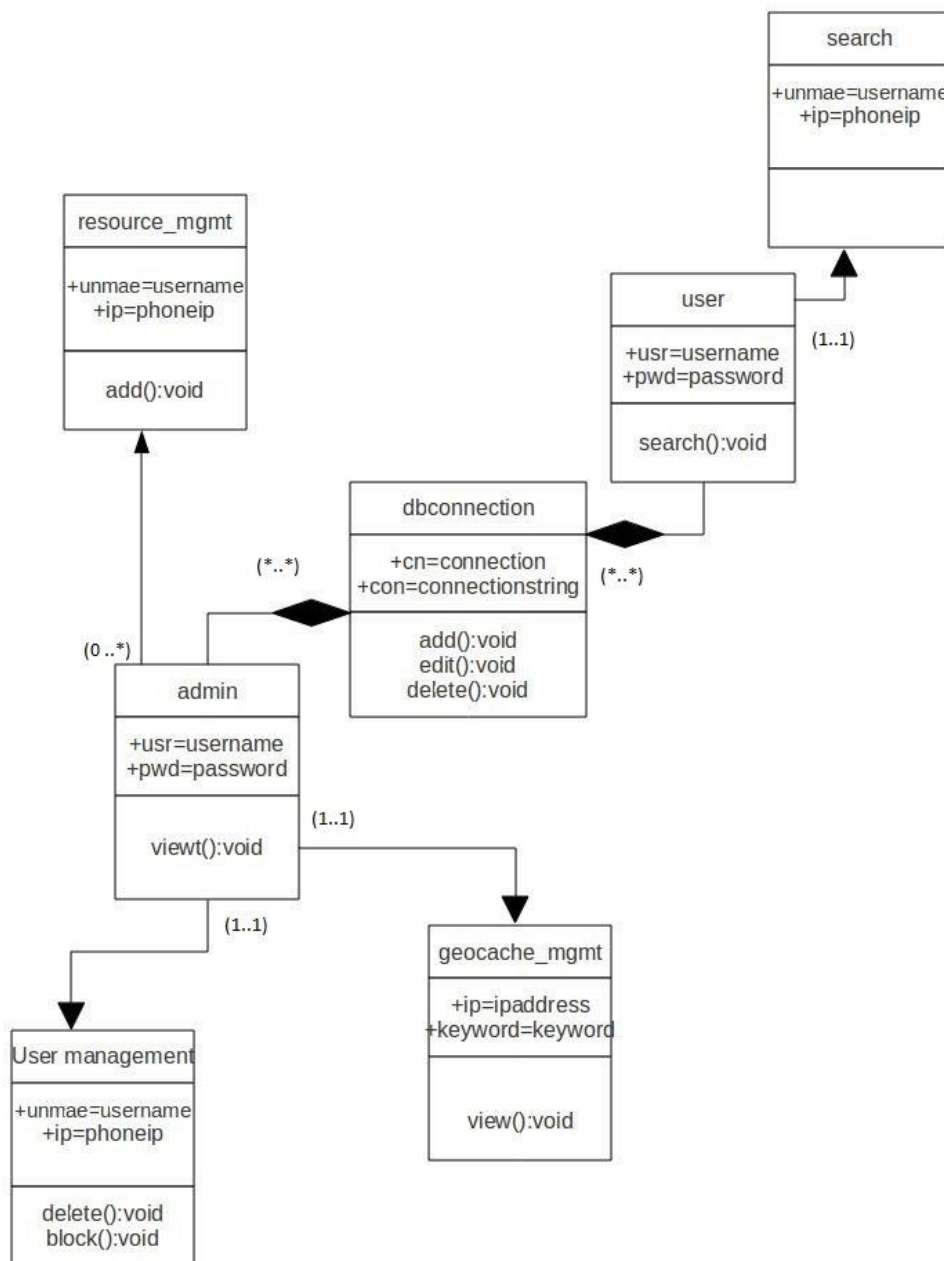 search
+unmae=username
+ip=phoneip
resource_mgmt
+unmae=username
+ip=phoneip
add():void
user
+usr=username
+pwd=password
search():void
(1..1)
dbconnection
+cn=connection
+con=connectionstring
add():void
edit():void
delete():void
(*..*)
(*..*)
(0 ..*)
admin
+usr=username
+pwd=password
viewt():void
(1..1)
(1..1)
geocache_mgmt
+ip=ipaddress
+keyword=keyword
view():void
User management
+unmae=username
+ip=phoneip
delete():void
block():void